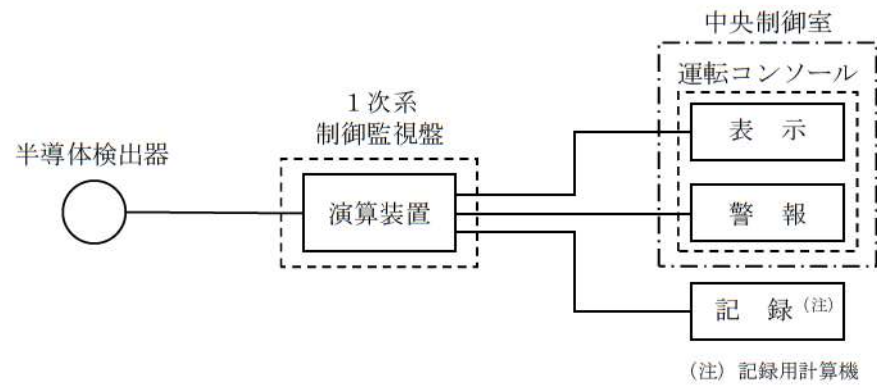 中央制御室
運転コンソール
1次系
制御監視盤
半導体検出器
表 示
演算装置
警 報
記 録 (注)
(注) 記録用計算機